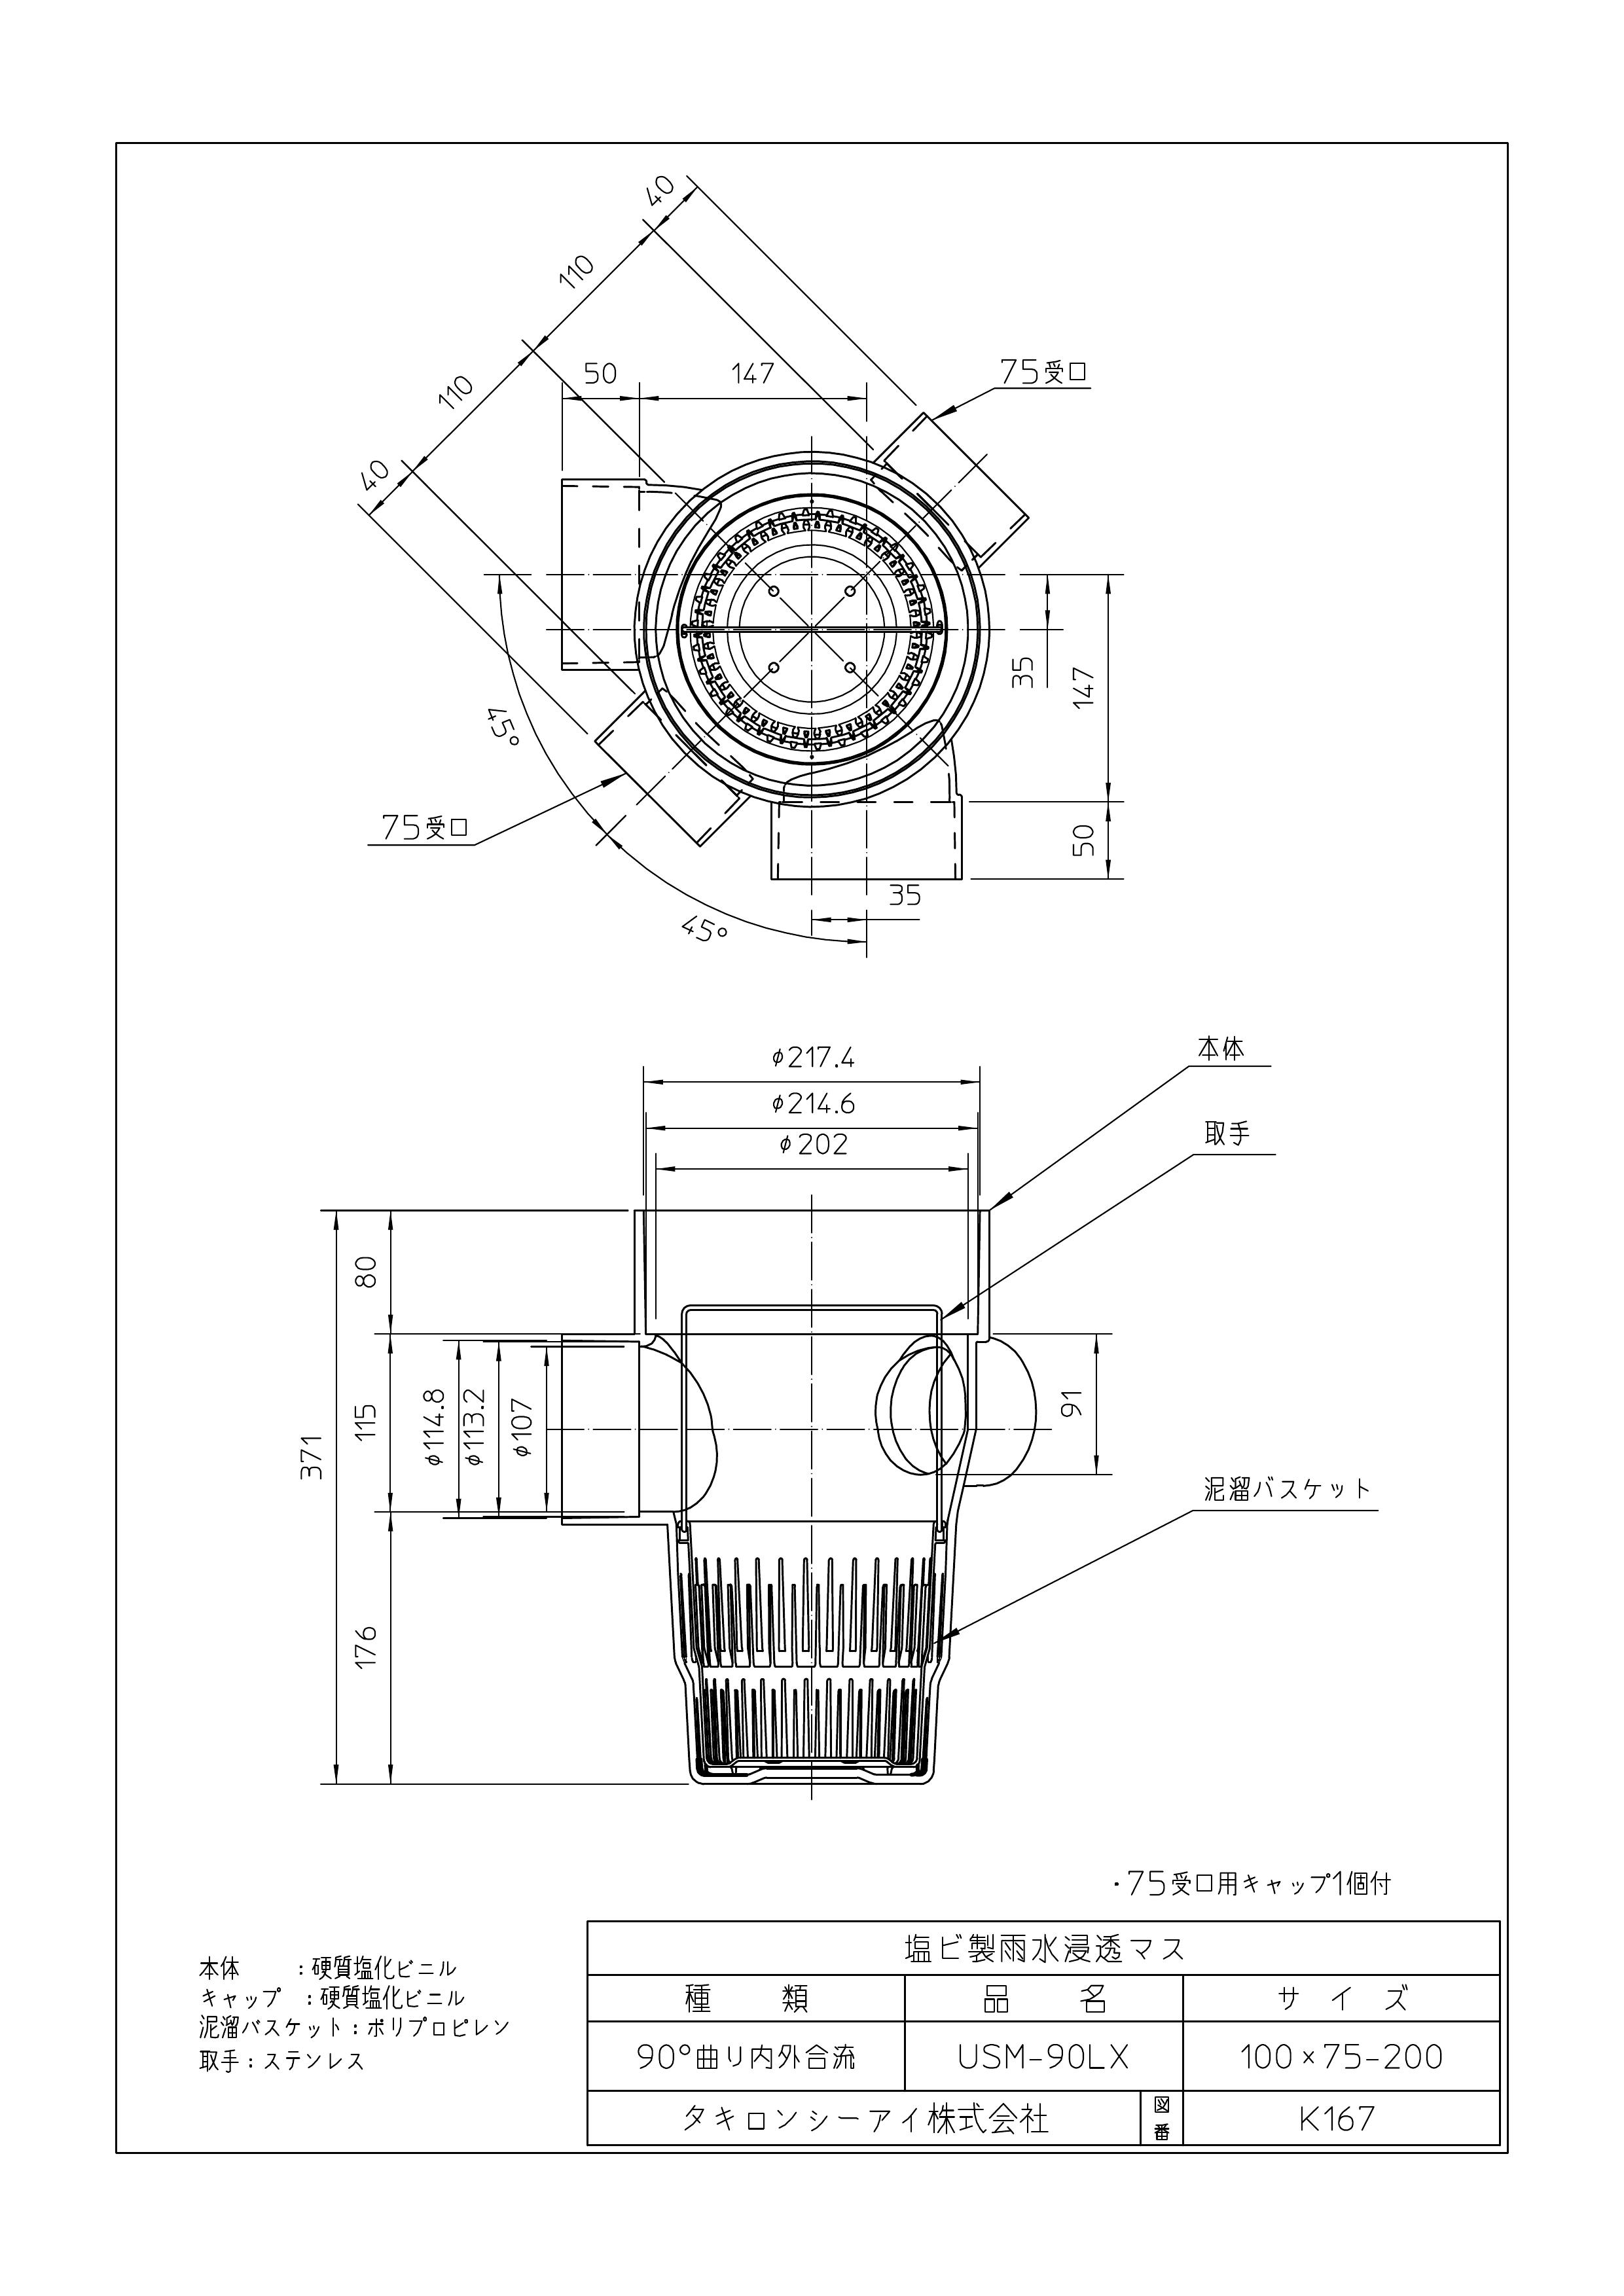 40
110
110
40
50
147
75受口
35
147
50
35
45°
45°
75受口
φ217.4
φ214.6
φ202
本体
取手
泥溜バスケット
371
80
115
176
φ114.8
φ113.2
φ107
91
・75受口用キャップ1個付
本体 :硬質塩化ビニル
キャップ :硬質塩化ビニル
泥溜バスケット:ポリプロピレン
取手:ステンレス
塩ビ製雨水浸透マス
種 類 品 名 サ イ ズ
90°曲り内外合流 USM-90LX 100×75-200
タキロンシーアイ株式会社 図番 K167